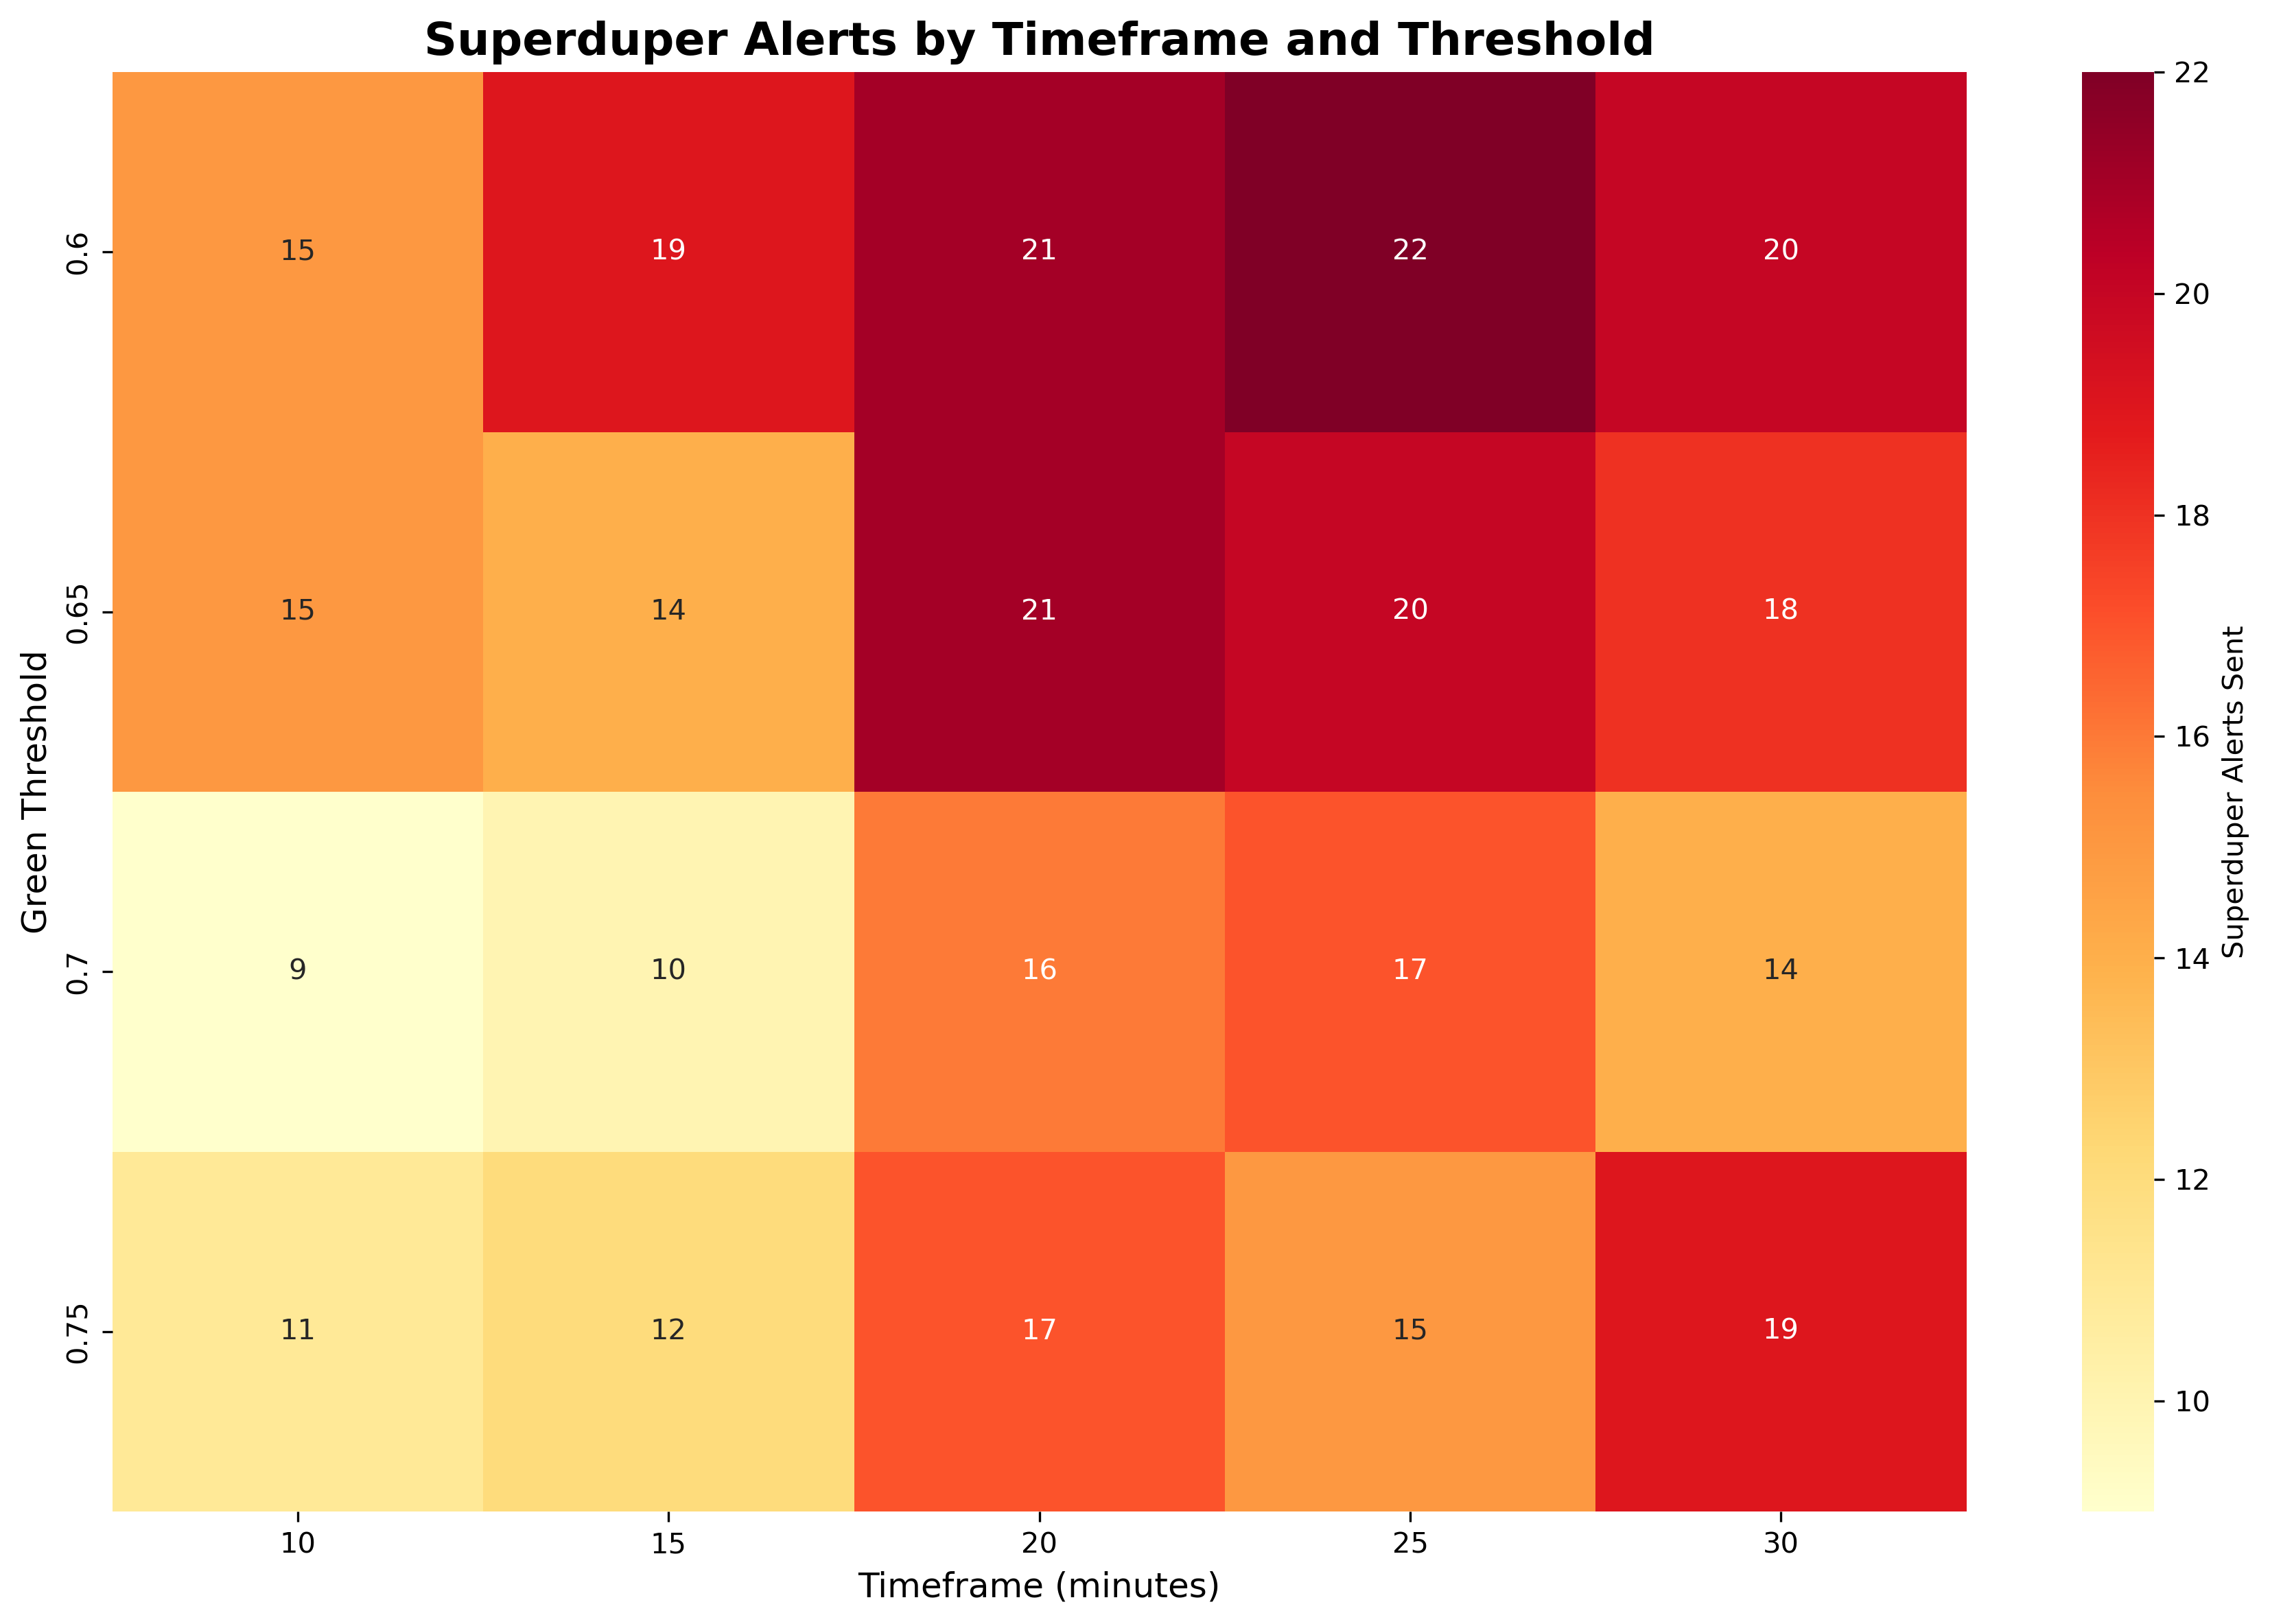 Superduper Alerts by Timeframe and Threshold
Green Threshold
0.6
15 19 21 22 20
0.65
15 14 21 20 18
0.7
9 10 16 17 14
0.75
11 12 17 15 19
10 15 20 25 30
Timeframe (minutes)
22
20
18
16
14
12
10
Superduper Alerts Sent